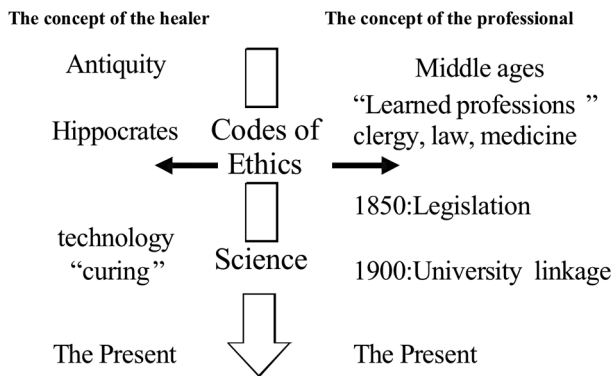 The concept of the healer
The concept of the professional
Antiquity
Middle ages
“Learned professions ”
Hippocrates
Codes of
clergy, law, medicine
Ethics
1850:Legislation
technology
“curing”
Science
1900:University linkage
The Present
The Present